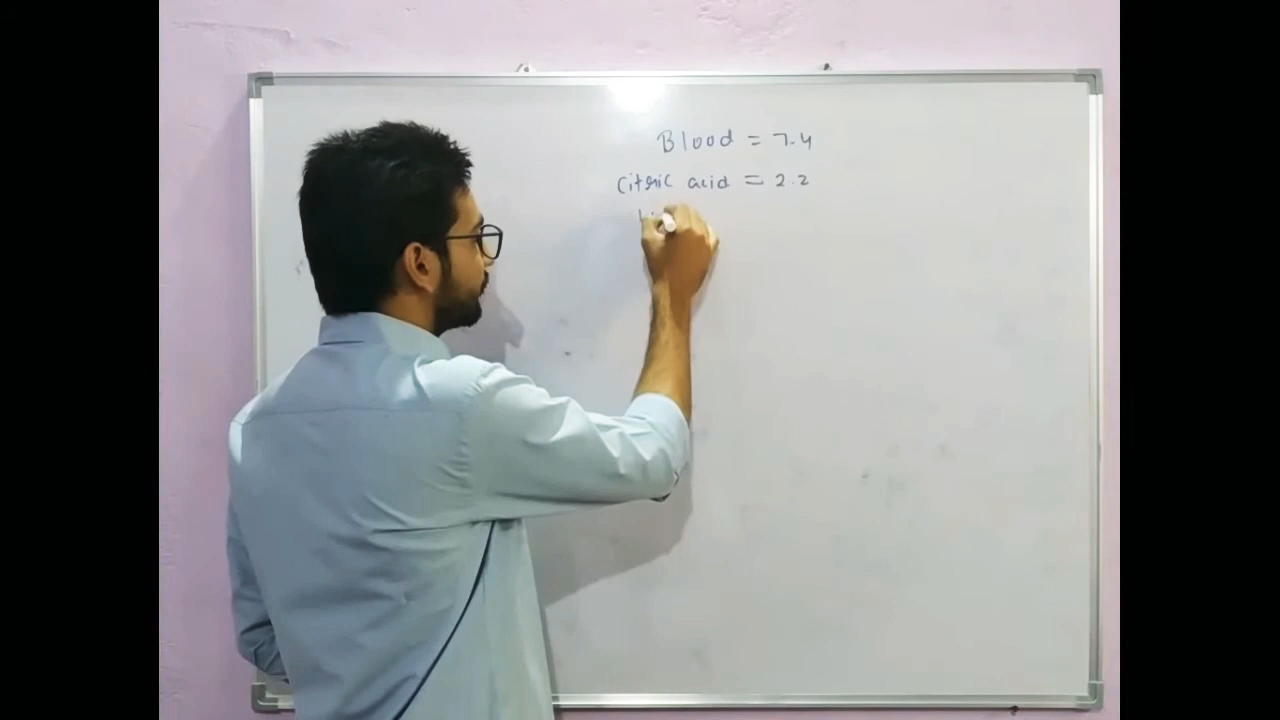 Blood = 7.4
Citric acid = 2.2